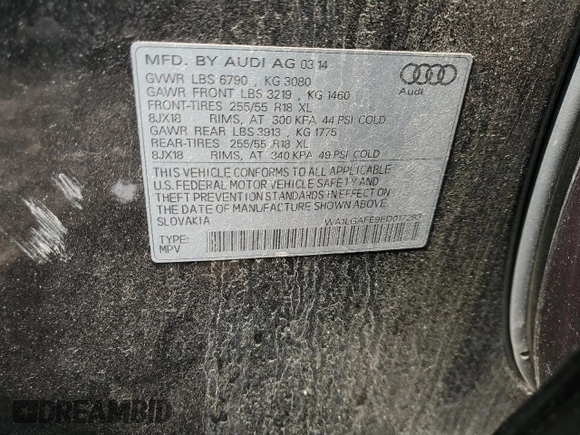 MFD. BY AUDI AG 03 14
GVWR LBS 6790 , KG 3080
GAWR FRONT LBS 3219 , KG 1460
FRONT-TIRES 255/55 R18 XL
8JX18 RIMS, AT 300 KPA 44 PSI COLD
GAWR REAR LBS 3913 , KG 1775
REAR-TIRES 255/55 R18 XL
8JX18 RIMS, AT 340 KPA 49 PSI COLD
Audi
THIS VEHICLE CONFORMS TO ALL APPLICABLE
U.S. FEDERAL MOTOR VEHICLE SAFETY AND
THEFT PREVENTION STANDARDS IN EFFECT ON THE
DATE OF MANUFACTURE SHOWN ABOVE.
SLOVAKIA
TYPE:
MPV
DREAMBID